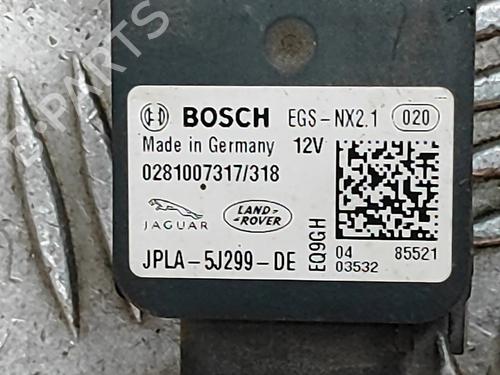 B-PARTS
BOSCH EGS-NX2.1 020
Made in Germany 12V
0281007317/318
JAGUAR LAND-ROVER
JPLA-5J299-DE
EQ9GH
04 85521
03532